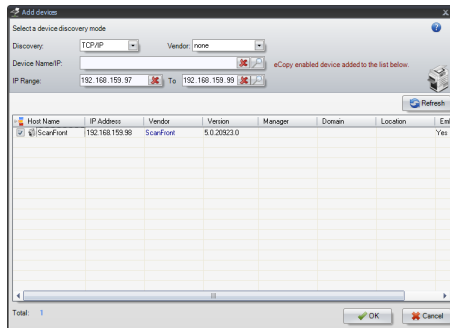 Add devices
Select a device discovery mode
Discovery: TCP/IP Vendor: none
Device Name/IP: eCopy enabled device added to the list below.
IP Range: 192.168.159.97 To 192.168.159.99
Refresh
Host Name IP Address Vendor Version Manager Domain Location Em
ScanFront 192.168.159.98 ScanFront 5.0.20923.0 Yes
Total: 1
OK Cancel